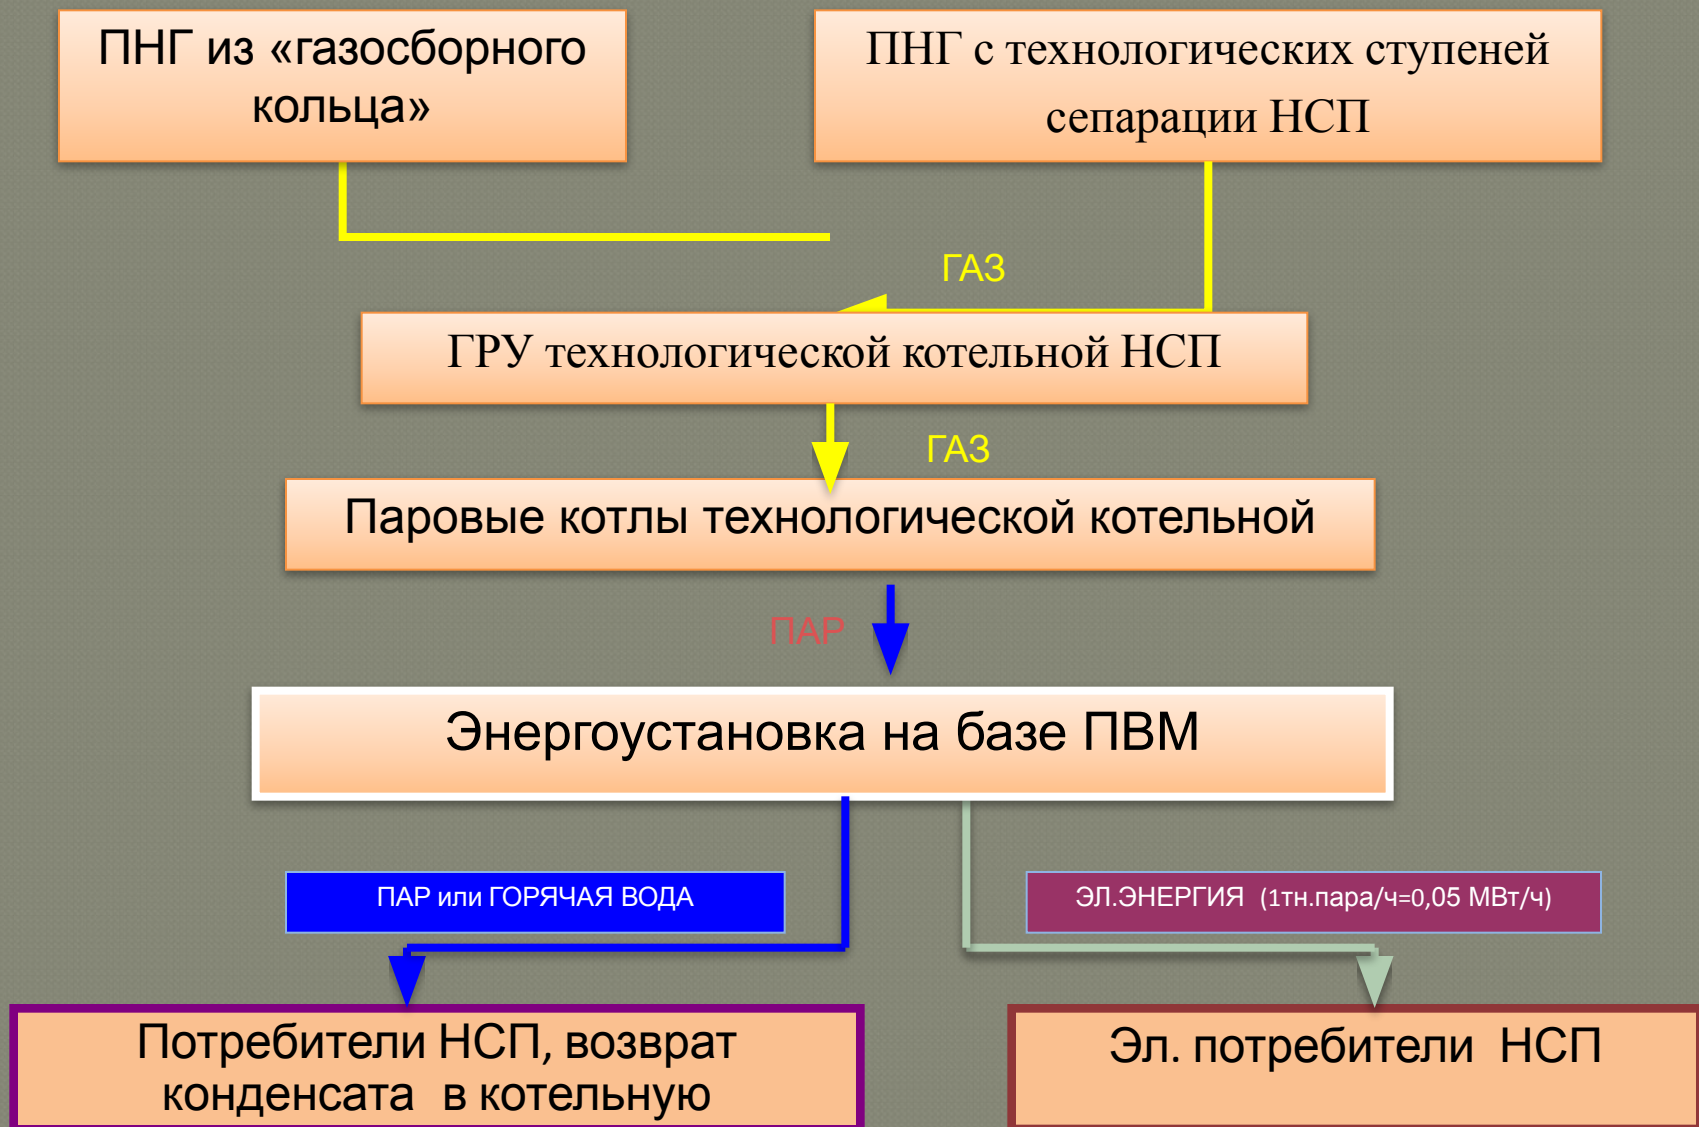 ПНГ из «газосборного
кольца»
ПНГ с технологических ступеней
сепарации НСП
ГАЗ
ГРУ технологической котельной НСП
ГАЗ
Паровые котлы технологической котельной
ПАР
Энергоустановка на базе ПВМ
ПАР или ГОРЯЧАЯ ВОДА
ЭЛ.ЭНЕРГИЯ (1тн.пара/ч=0,05 МВт/ч)
Потребители НСП, возврат
конденсата в котельную
Эл. потребители НСП